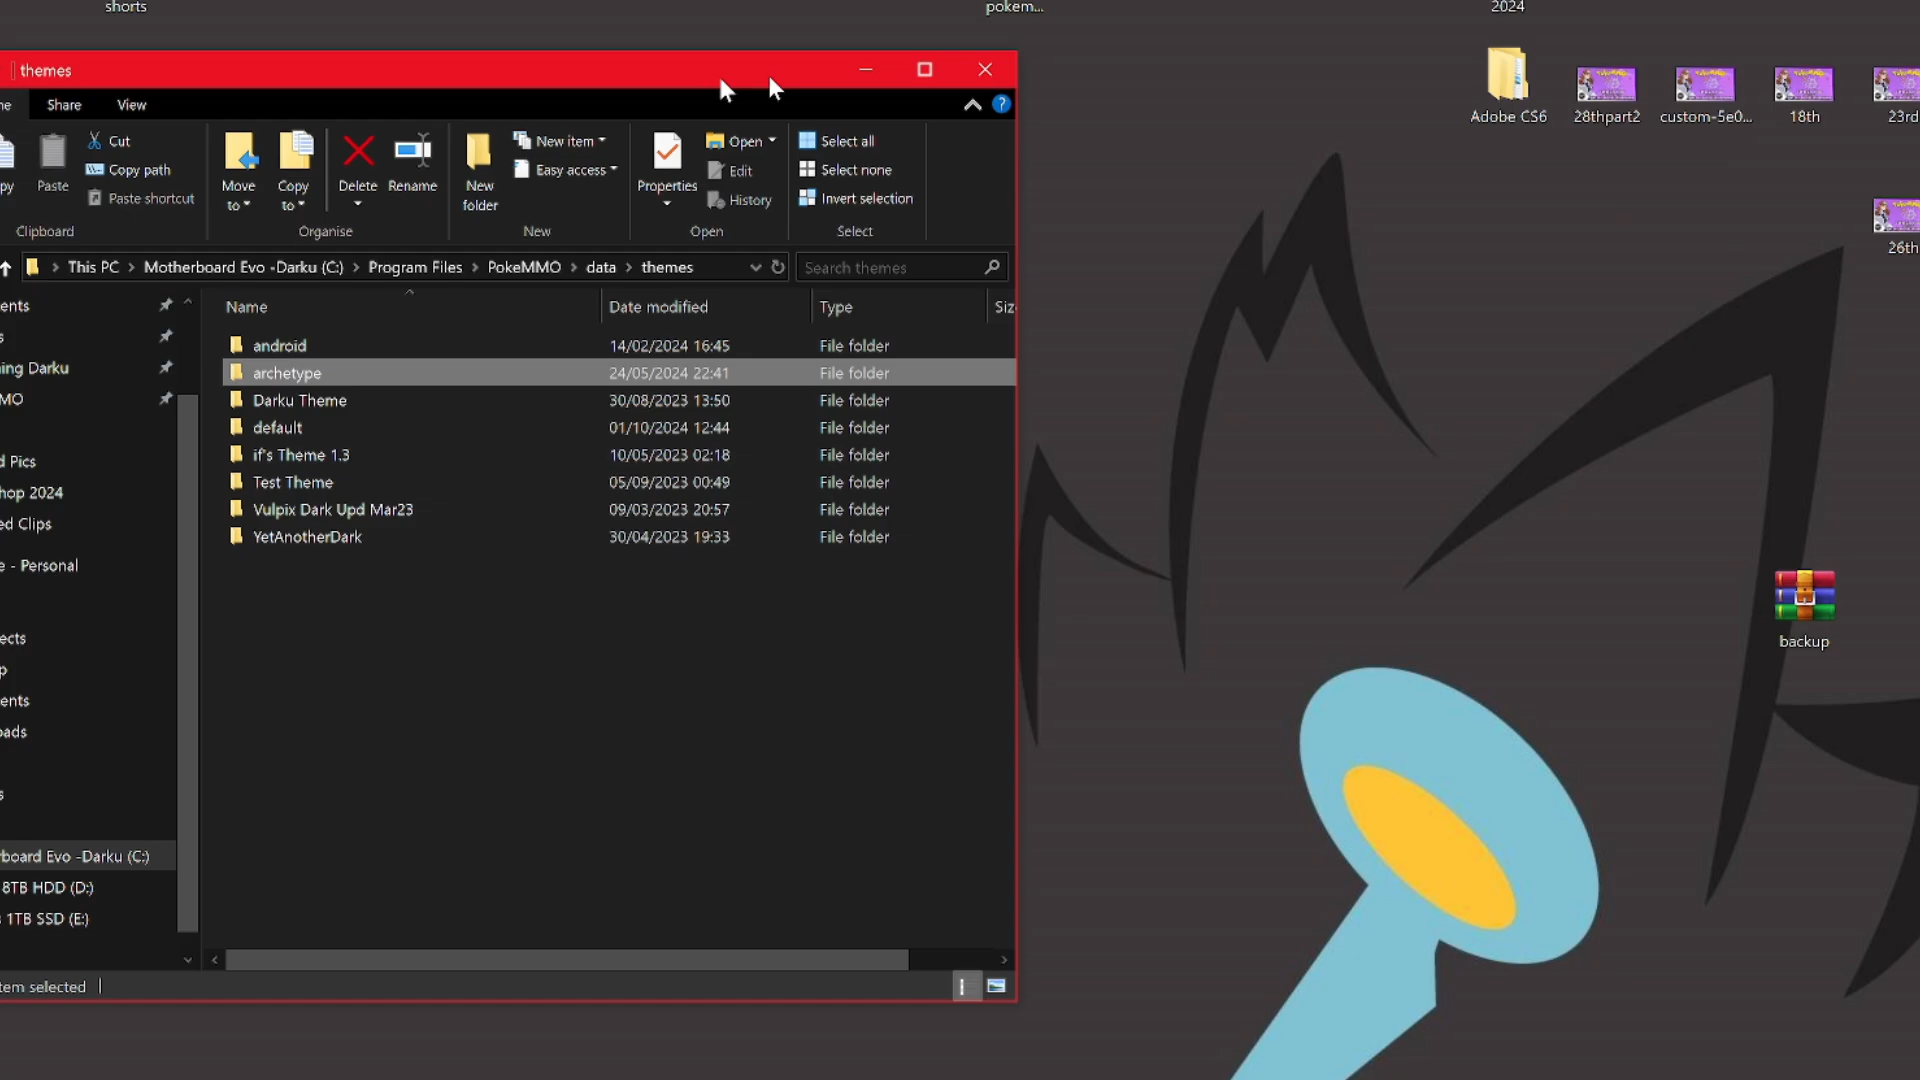 shorts
pokem...
2024
themes
Share
View
Adobe CS6
28thpart2
custom-5e0...
18th
23rd
Cut
Copy path
Paste shortcut
Paste
Move to
Copy to
Delete
Rename
New folder
New item
Easy access
Properties
Open
Edit
History
Select all
Select none
Invert selection
Clipboard
Organise
New
Open
Select
26th
This PC > Motherboard Evo -Darku (C:) > Program Files > PokeMMO > data > themes
Search themes
Name
Date modified
Type
Siz
android 14/02/2024 16:45 File folder
archetype 24/05/2024 22:41 File folder
Darku Theme 30/08/2023 13:50 File folder
default 01/10/2024 12:44 File folder
if's Theme 1.3 10/05/2023 02:18 File folder
Test Theme 05/09/2023 00:49 File folder
Vulpix Dark Upd Mar23 09/03/2023 20:57 File folder
YetAnotherDark 30/04/2023 19:33 File folder
ents
s
ing Darku
MO
d Pics
hop 2024
ed Clips
e - Personal
ects
p
ents
oads
s
board Evo -Darku (C:)
8TB HDD (D:)
1TB SSD (E:)
tem selected
backup